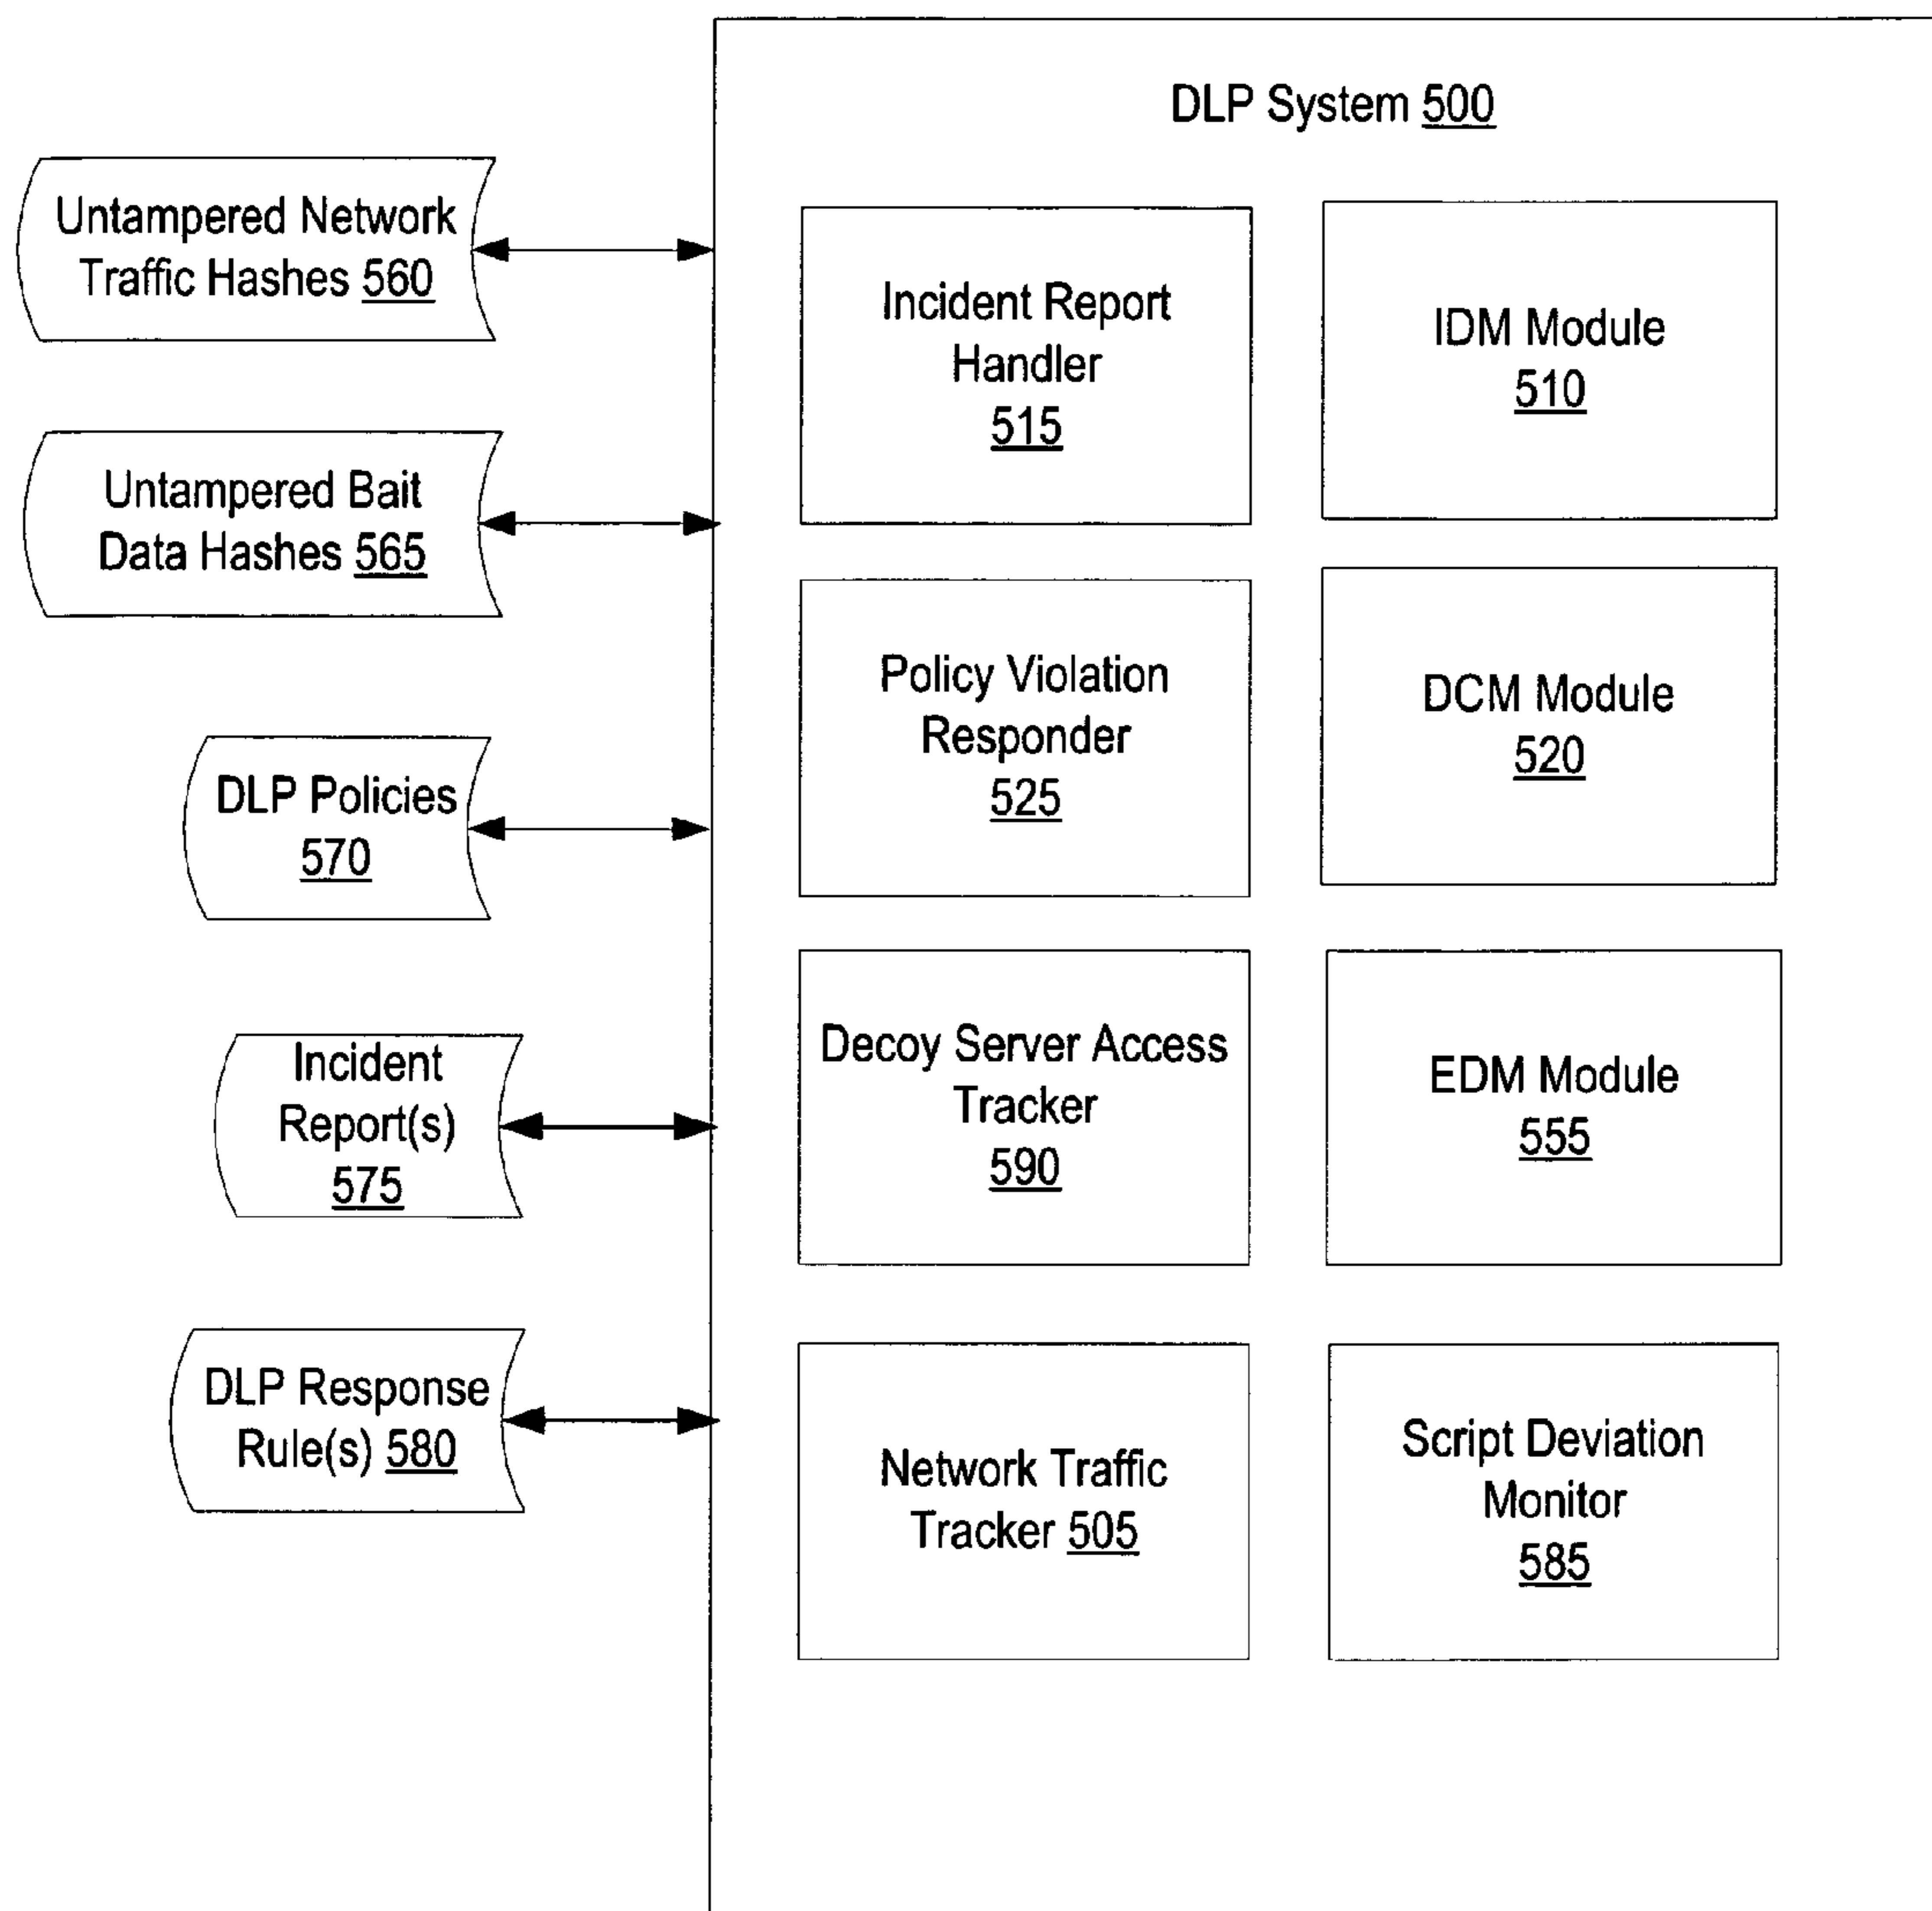 DLP System 500
Untampered Network
Traffic Hashes 560
Untampered Bait
Data Hashes 565
DLP Policies
570
Incident
Report(s)
575
DLP Response
Rule(s) 580
Incident Report
Handler
515
IDM Module
510
Policy Violation
Responder
525
DCM Module
520
Decoy Server Access
Tracker
590
EDM Module
555
Network Traffic
Tracker 505
Script Deviation
Monitor
585